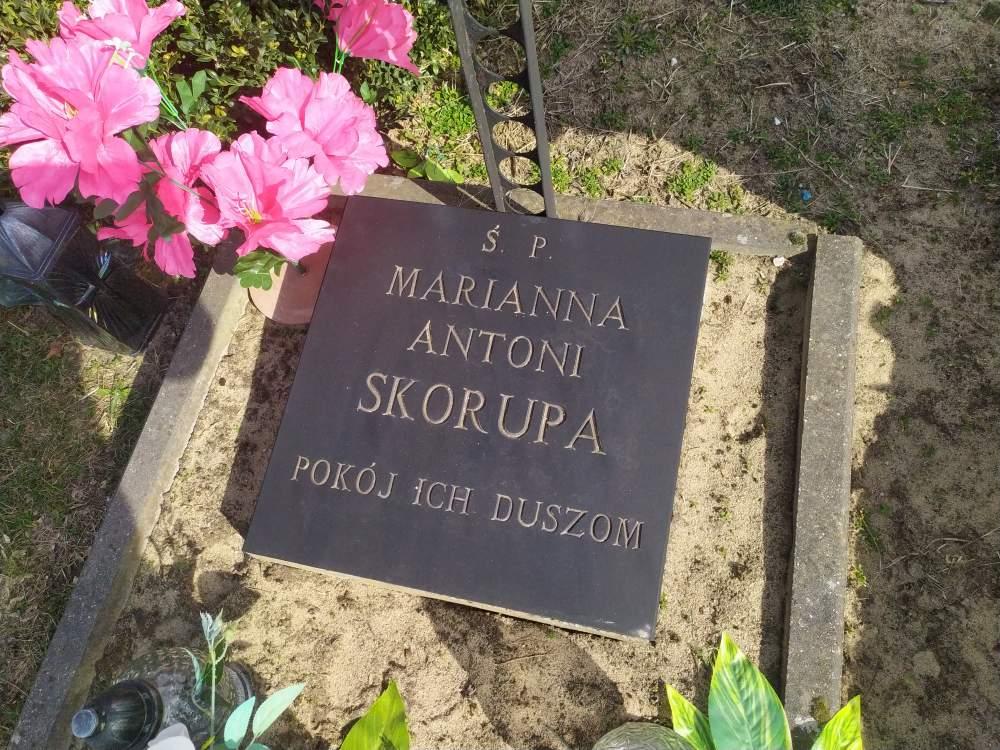 Ś. P.
MARIANNA
ANTONI
SKORUPA
POKÓJ ICH DUSZOM